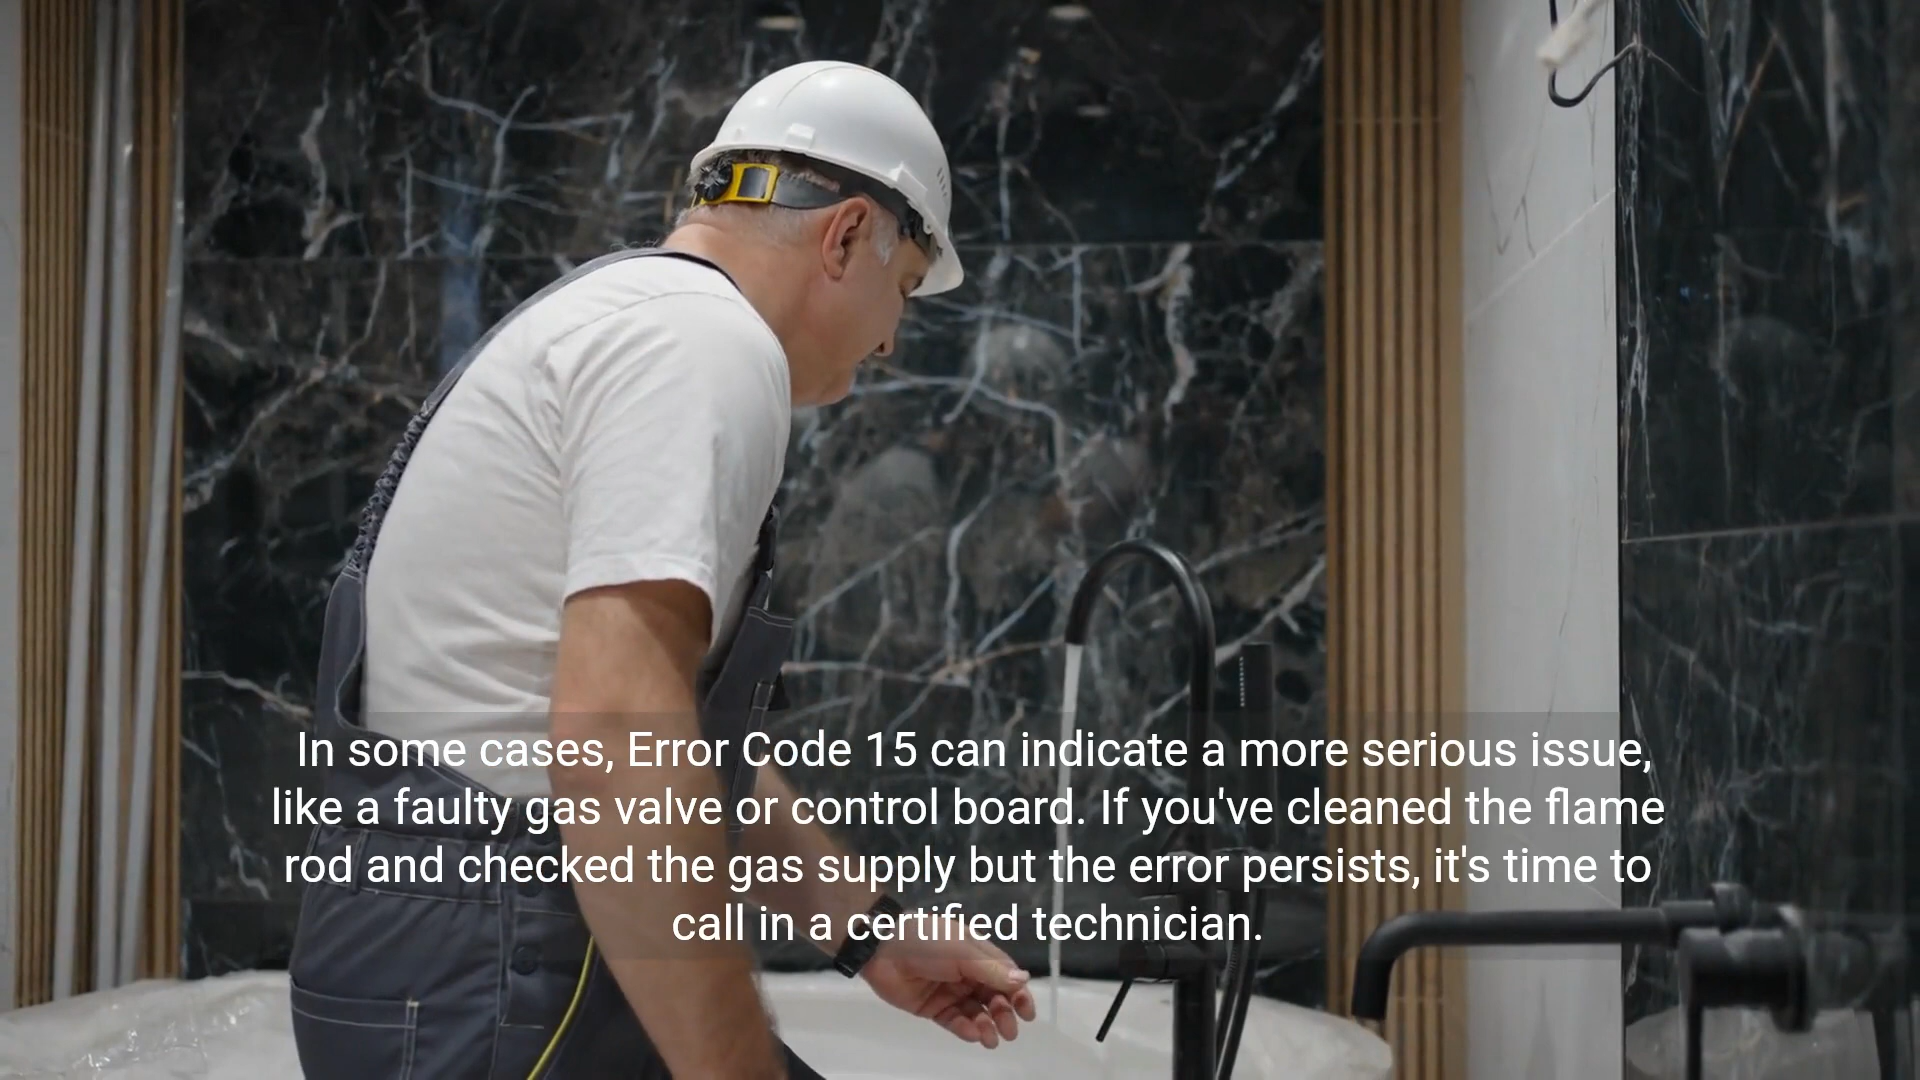 In some cases, Error Code 15 can indicate a more serious issue,
like a faulty gas valve or control board. If you've cleaned the flame
rod and checked the gas supply but the error persists, it's time to
call in a certified technician.